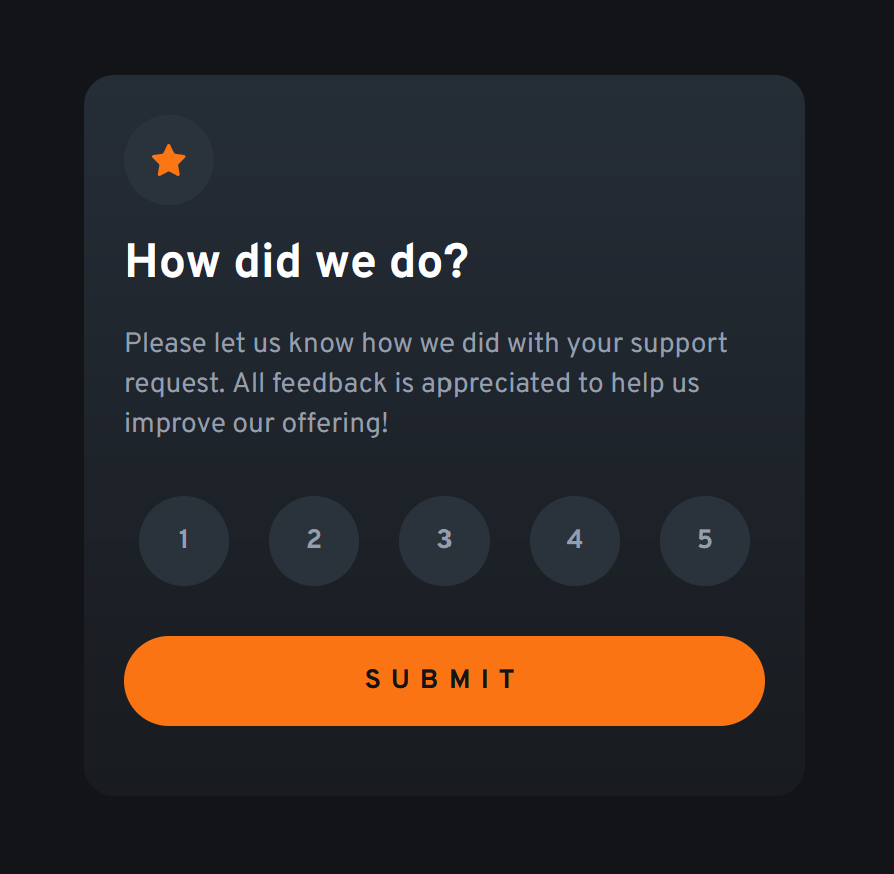 How did we do?
Please let us know how we did with your support
request. All feedback is appreciated to help us
improve our offering!
1 2 3 4 5
SUBMIT